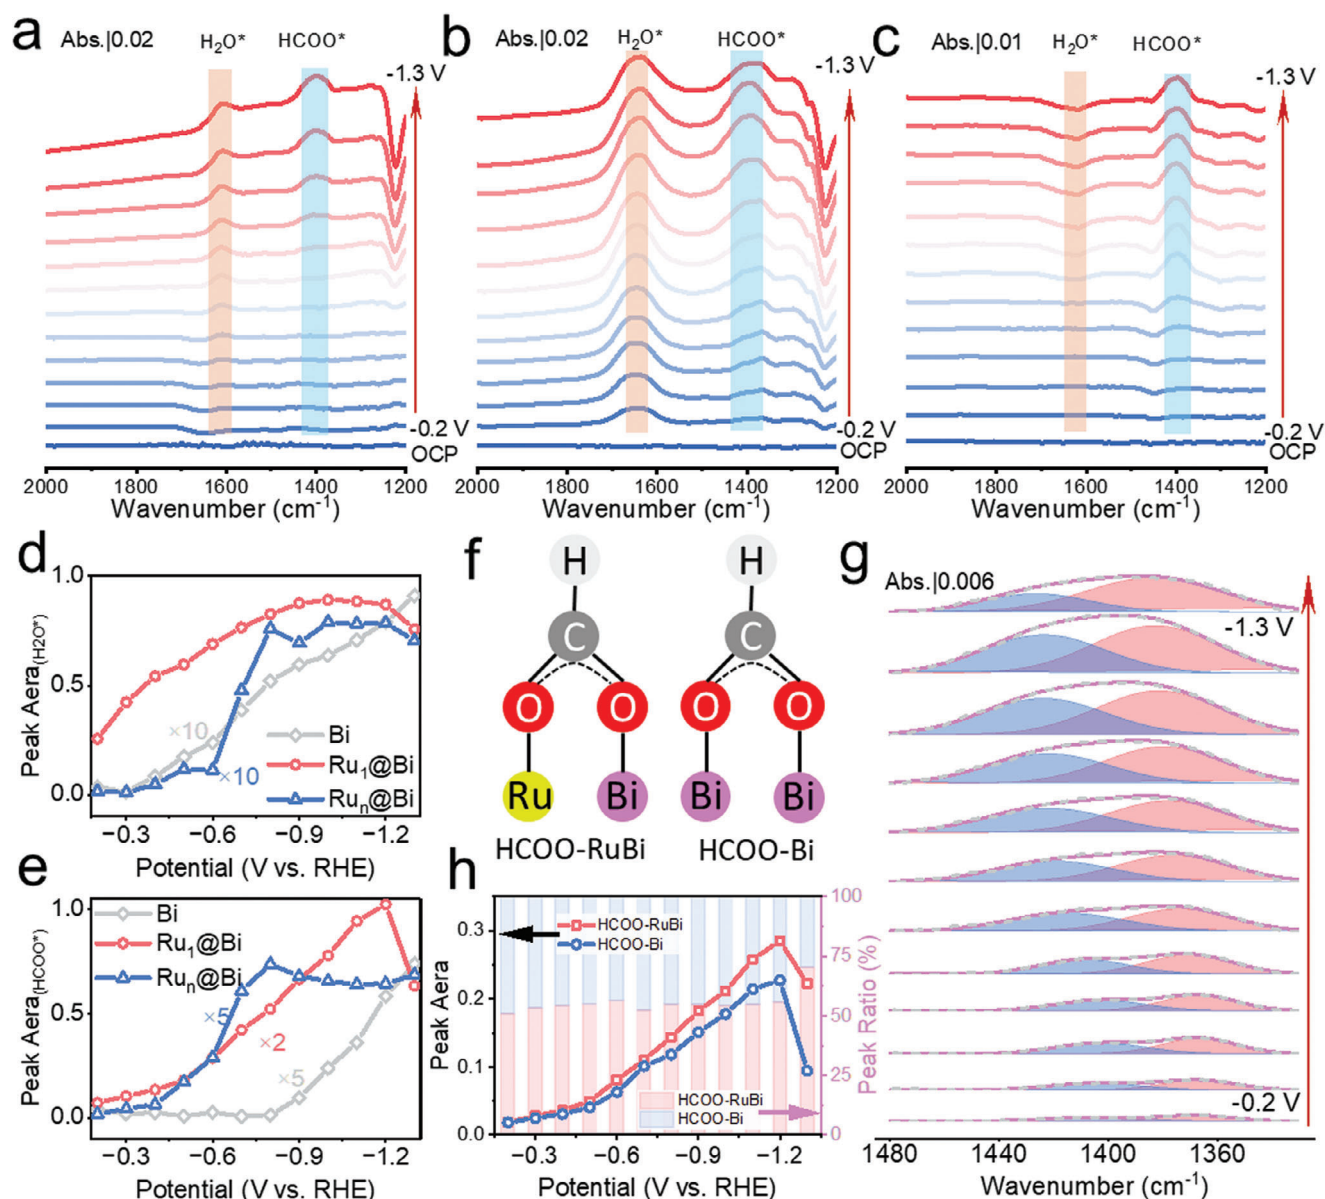 a
Abs.|0.02
H2O*
HCOO*
-1.3 V
-0.2 V
OCP
2000 1800 1600 1400 1200
Wavenumber (cm-1)
b
Abs.|0.02
H2O*
HCOO*
-1.3 V
-0.2 V
OCP
2000 1800 1600 1400 1200
Wavenumber (cm-1)
c
Abs.|0.01
H2O*
HCOO*
-1.3 V
-0.2 V
OCP
2000 1800 1600 1400 1200
Wavenumber (cm-1)
d
Peak Aera(H2O*)
1.0
0.5
0.0
×10
×10
Bi
Ru1@Bi
Run@Bi
−0.3 −0.6 −0.9 −1.2
Potential (V vs. RHE)
e
Peak Aera(HCOO*)
1.0
0.5
0.0
Bi
Ru1@Bi
Run@Bi
×5
×2
×5
−0.3 −0.6 −0.9 −1.2
Potential (V vs. RHE)
f
H H
C C
O O O O
Ru Bi Bi Bi
HCOO-RuBi HCOO-Bi
g
Abs.|0.006
-1.3 V
-0.2 V
1480 1440 1400 1360
Wavenumber (cm-1)
h
Peak Aera
0.3
0.2
0.1
0.0
HCOO-RuBi
HCOO-Bi
HCOO-RuBi
HCOO-Bi
100
75
50
25
0
Peak Ratio (%)
−0.3 −0.6 −0.9 −1.2
Potential (V vs. RHE)